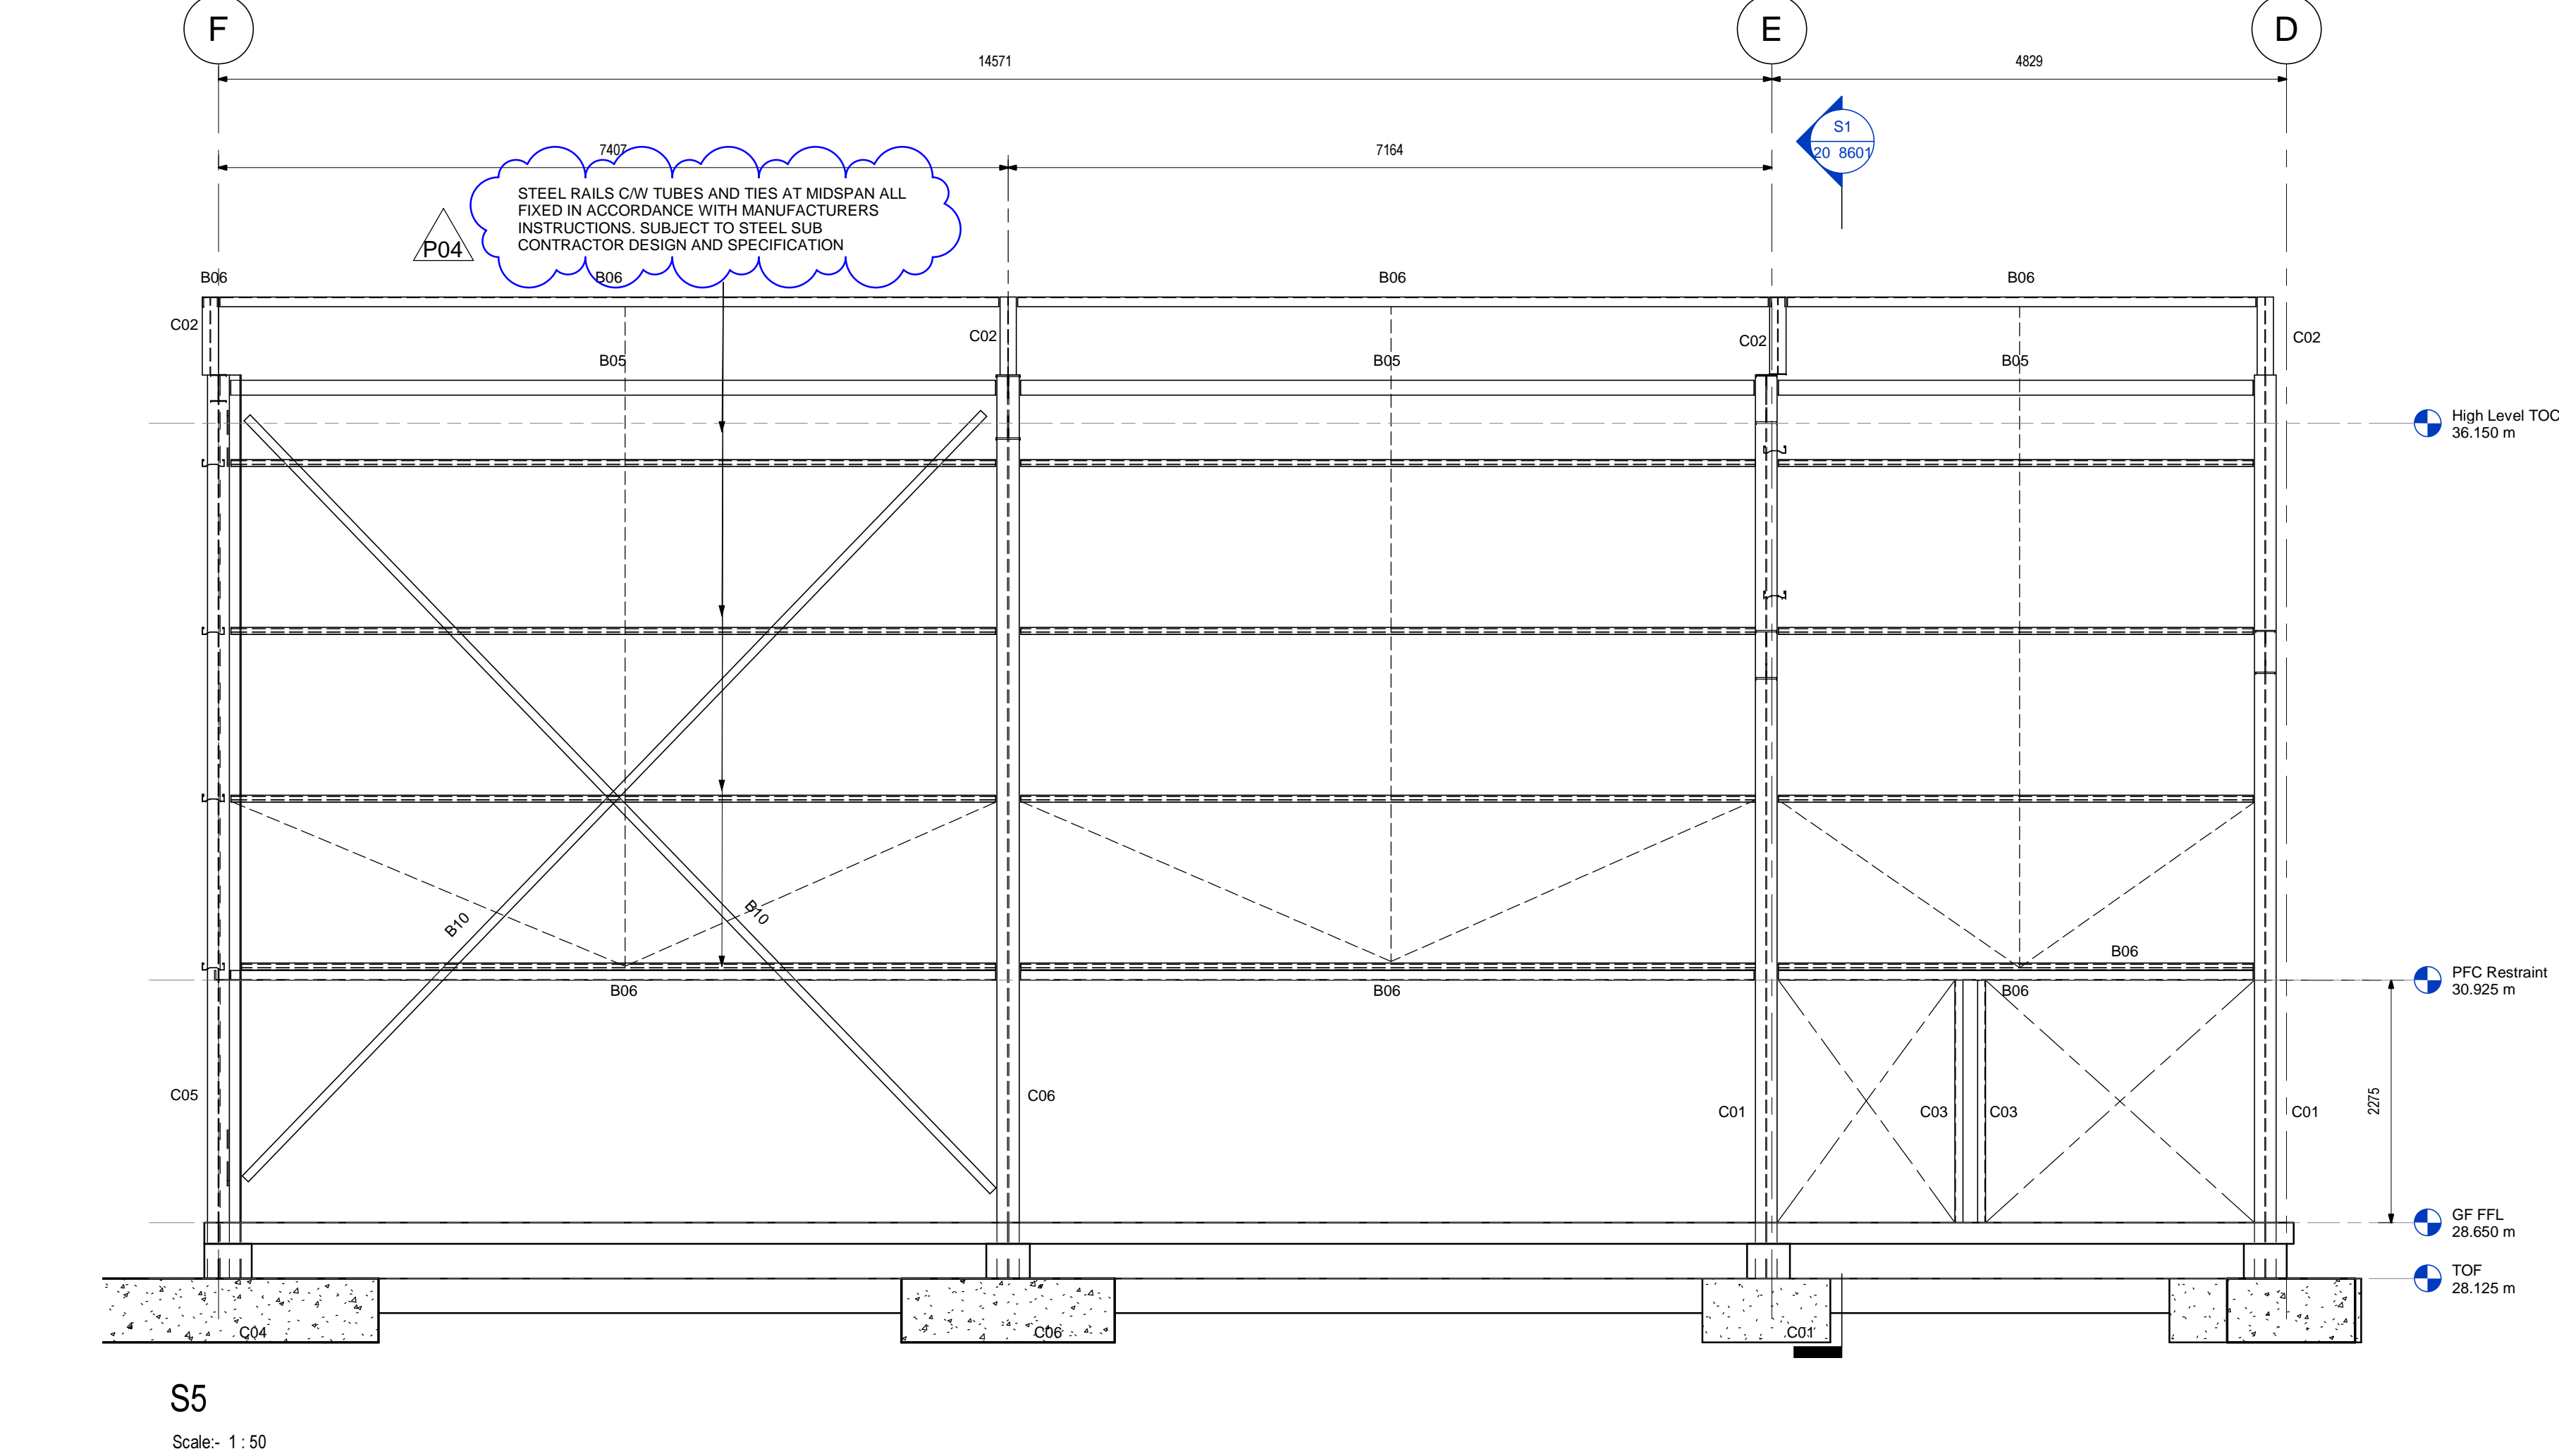 F
E
D
14571
4829
7407
7164
S1
20 8601
STEEL RAILS C/W TUBES AND TIES AT MIDSPAN ALL
FIXED IN ACCORDANCE WITH MANUFACTURERS
INSTRUCTIONS. SUBJECT TO STEEL SUB
CONTRACTOR DESIGN AND SPECIFICATION
P04
B06
B06
B06
B06
C02
C02
C02
C02
B05
B05
B05
High Level TOC
36.150 m
B10
B10
B06
PFC Restraint
30.925 m
B06
B06
B06
C05
C06
C01
C03
C03
C01
2275
GF FFL
28.650 m
TOF
28.125 m
C04
C06
C01
S5
Scale:- 1 : 50